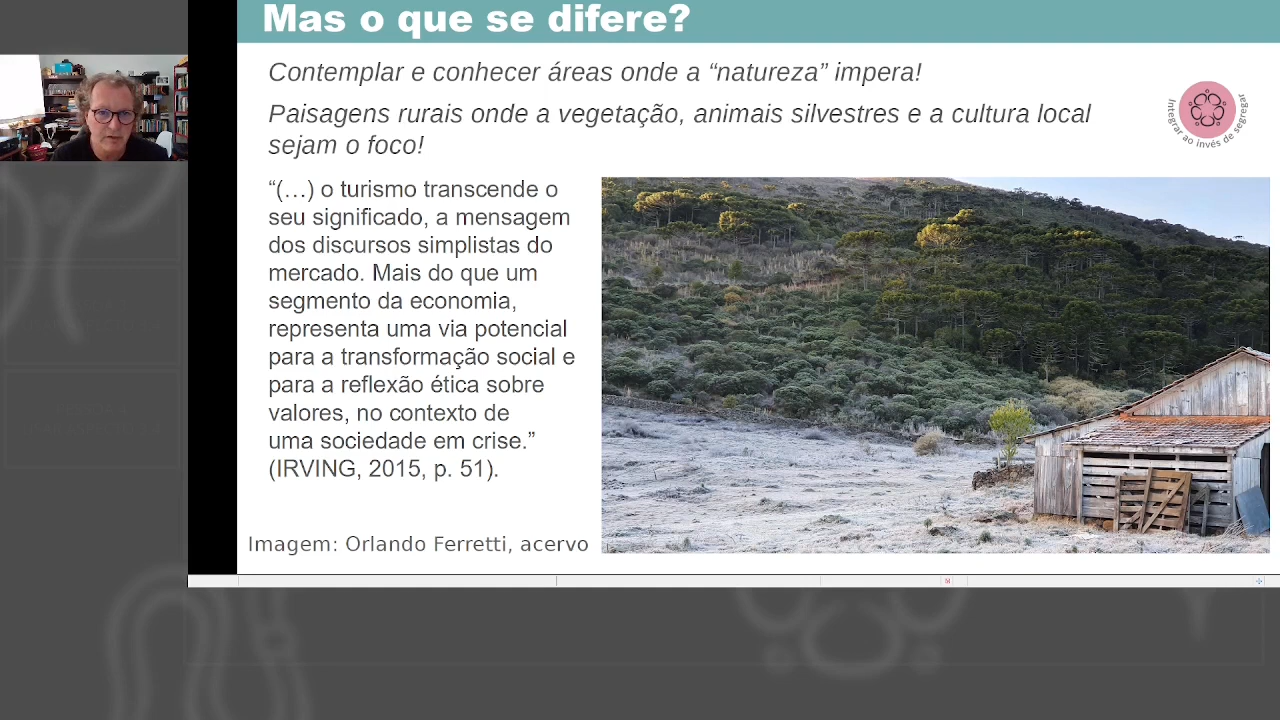 Mas o que se difere?
Contemplar e conhecer áreas onde a “natureza” impera!
Paisagens rurais onde a vegetação, animais silvestres e a cultura local
sejam o foco!
Integrar ao invés de segregar
“(…) o turismo transcende o
seu significado, a mensagem
dos discursos simplistas do
mercado. Mais do que um
segmento da economia,
representa uma via potencial
para a transformação social e
para a reflexão ética sobre
valores, no contexto de
uma sociedade em crise.”
(IRVING, 2015, p. 51).
Imagem: Orlando Ferretti, acervo